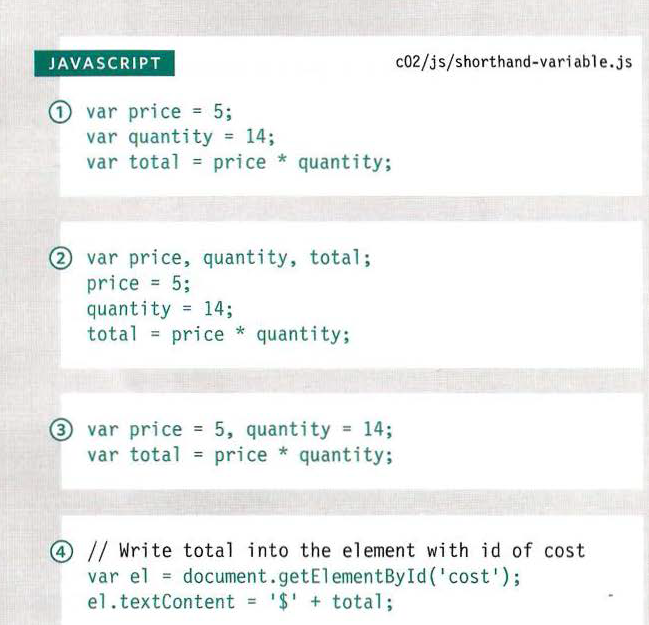 JAVASCRIPT
c02/js/shorthand-variable.js
① var price = 5;
var quantity = 14;
var total = price * quantity;
② var price, quantity, total;
price = 5;
quantity = 14;
total = price * quantity;
③ var price = 5, quantity = 14;
var total = price * quantity;
④ // Write total into the element with id of cost
var el = document.getElementById('cost');
el.textContent = '$' + total;